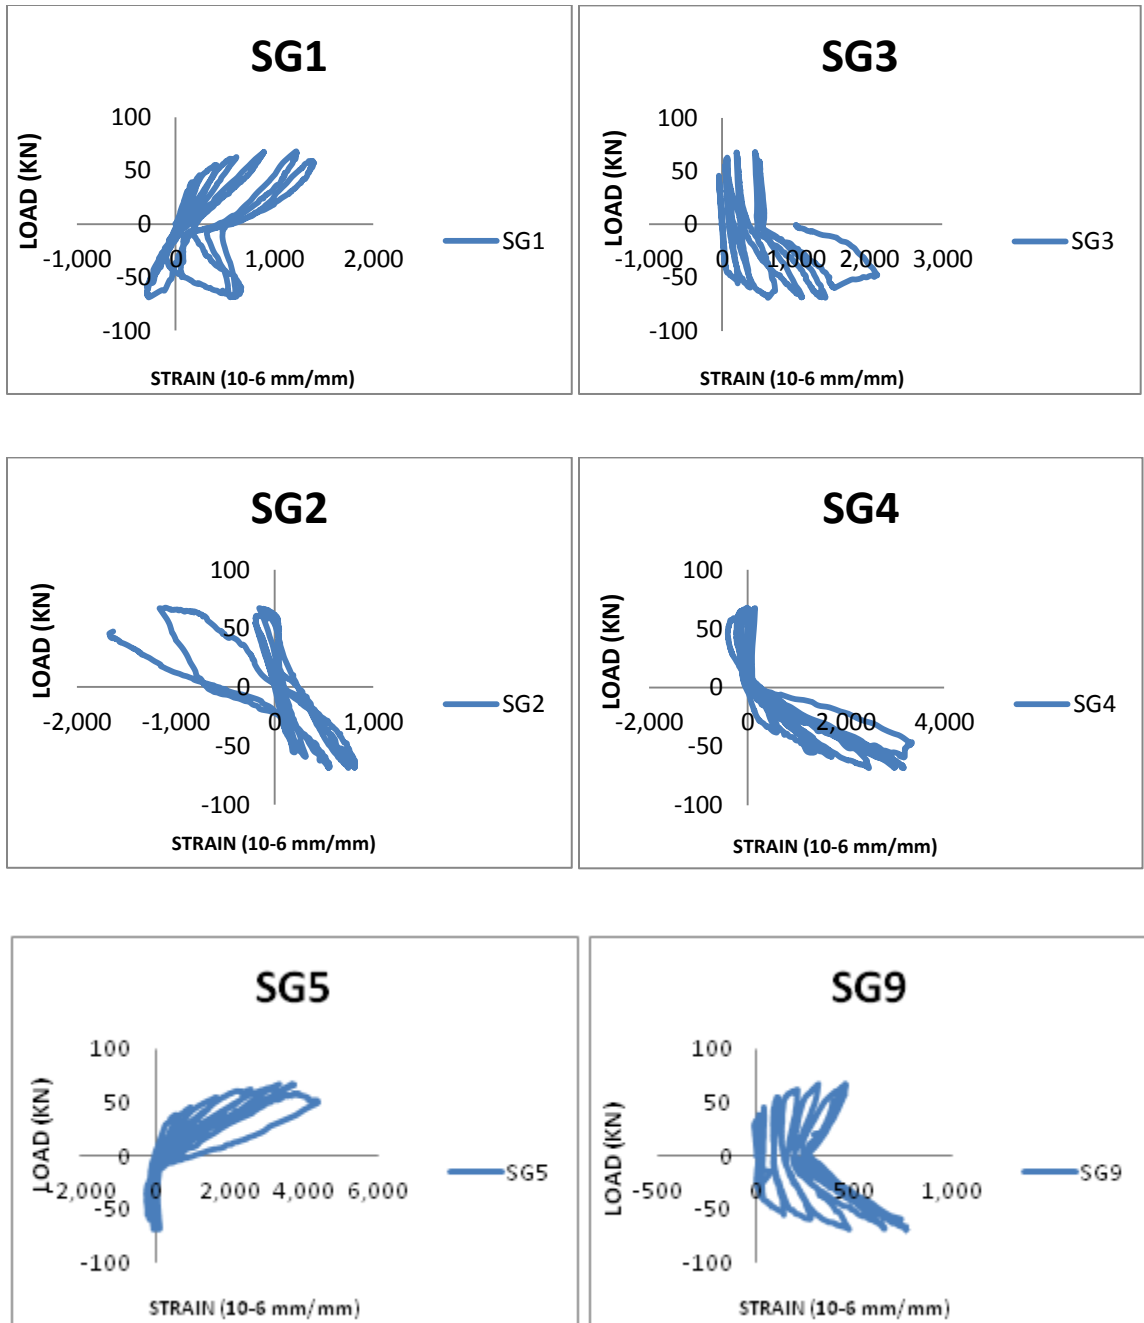 SG1
LOAD (KN)
100
50
0
-50
-100
-1,000 0 1,000 2,000
SG1
STRAIN (10-6 mm/mm)
SG3
LOAD (KN)
100
50
0
-50
-100
-1,000 0 1,000 2,000 3,000
SG3
STRAIN (10-6 mm/mm)
SG2
LOAD (KN)
100
50
0
-50
-100
-2,000 -1,000 0 1,000
SG2
STRAIN (10-6 mm/mm)
SG4
LOAD (KN)
100
50
0
-50
-100
-2,000 0 2,000 4,000
SG4
STRAIN (10-6 mm/mm)
SG5
LOAD (KN)
100
50
0
-50
-100
-2,000 0 2,000 4,000 6,000
SG5
STRAIN (10-6 mm/mm)
SG9
LOAD (KN)
100
50
0
-50
-100
-500 0 500 1,000
SG9
STRAIN (10-6 mm/mm)